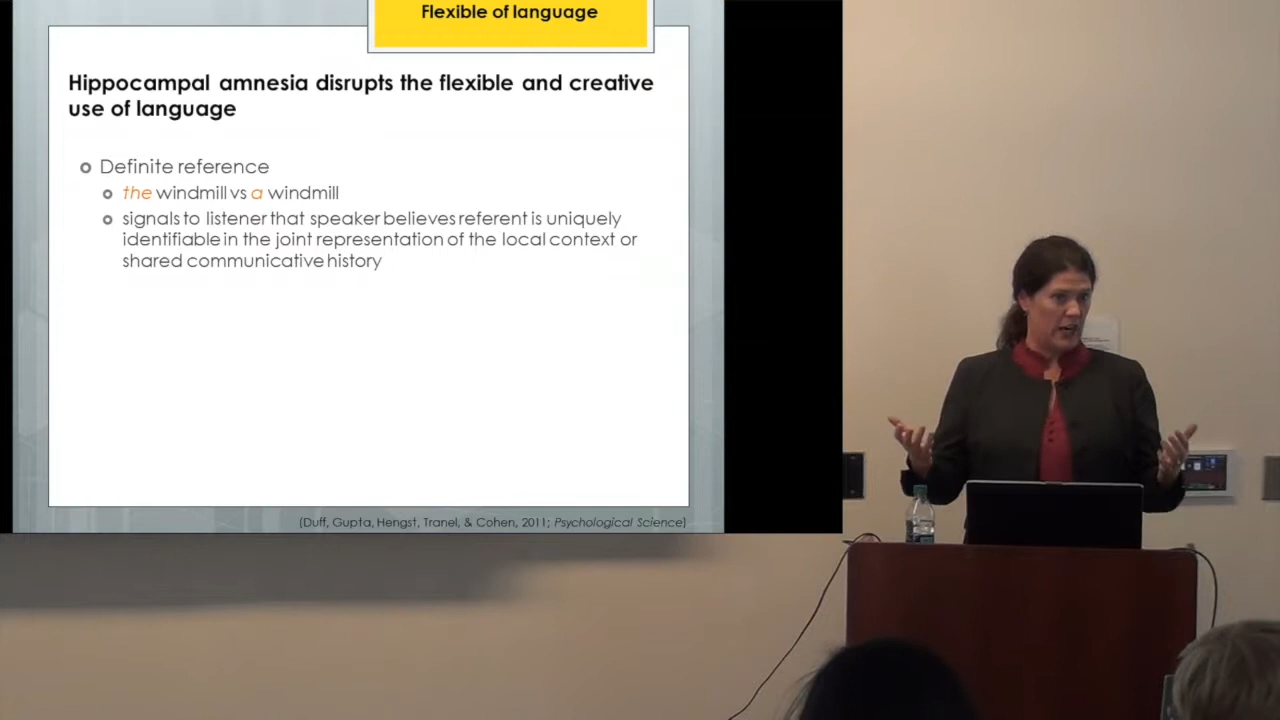 Flexible of language
Hippocampal amnesia disrupts the flexible and creative
use of language
Definite reference
the windmill vs a windmill
signals to listener that speaker believes referent is uniquely
identifiable in the joint representation of the local context or
shared communicative history
(Duff, Gupta, Hengst, Tranel, & Cohen, 2011; Psychological Science)